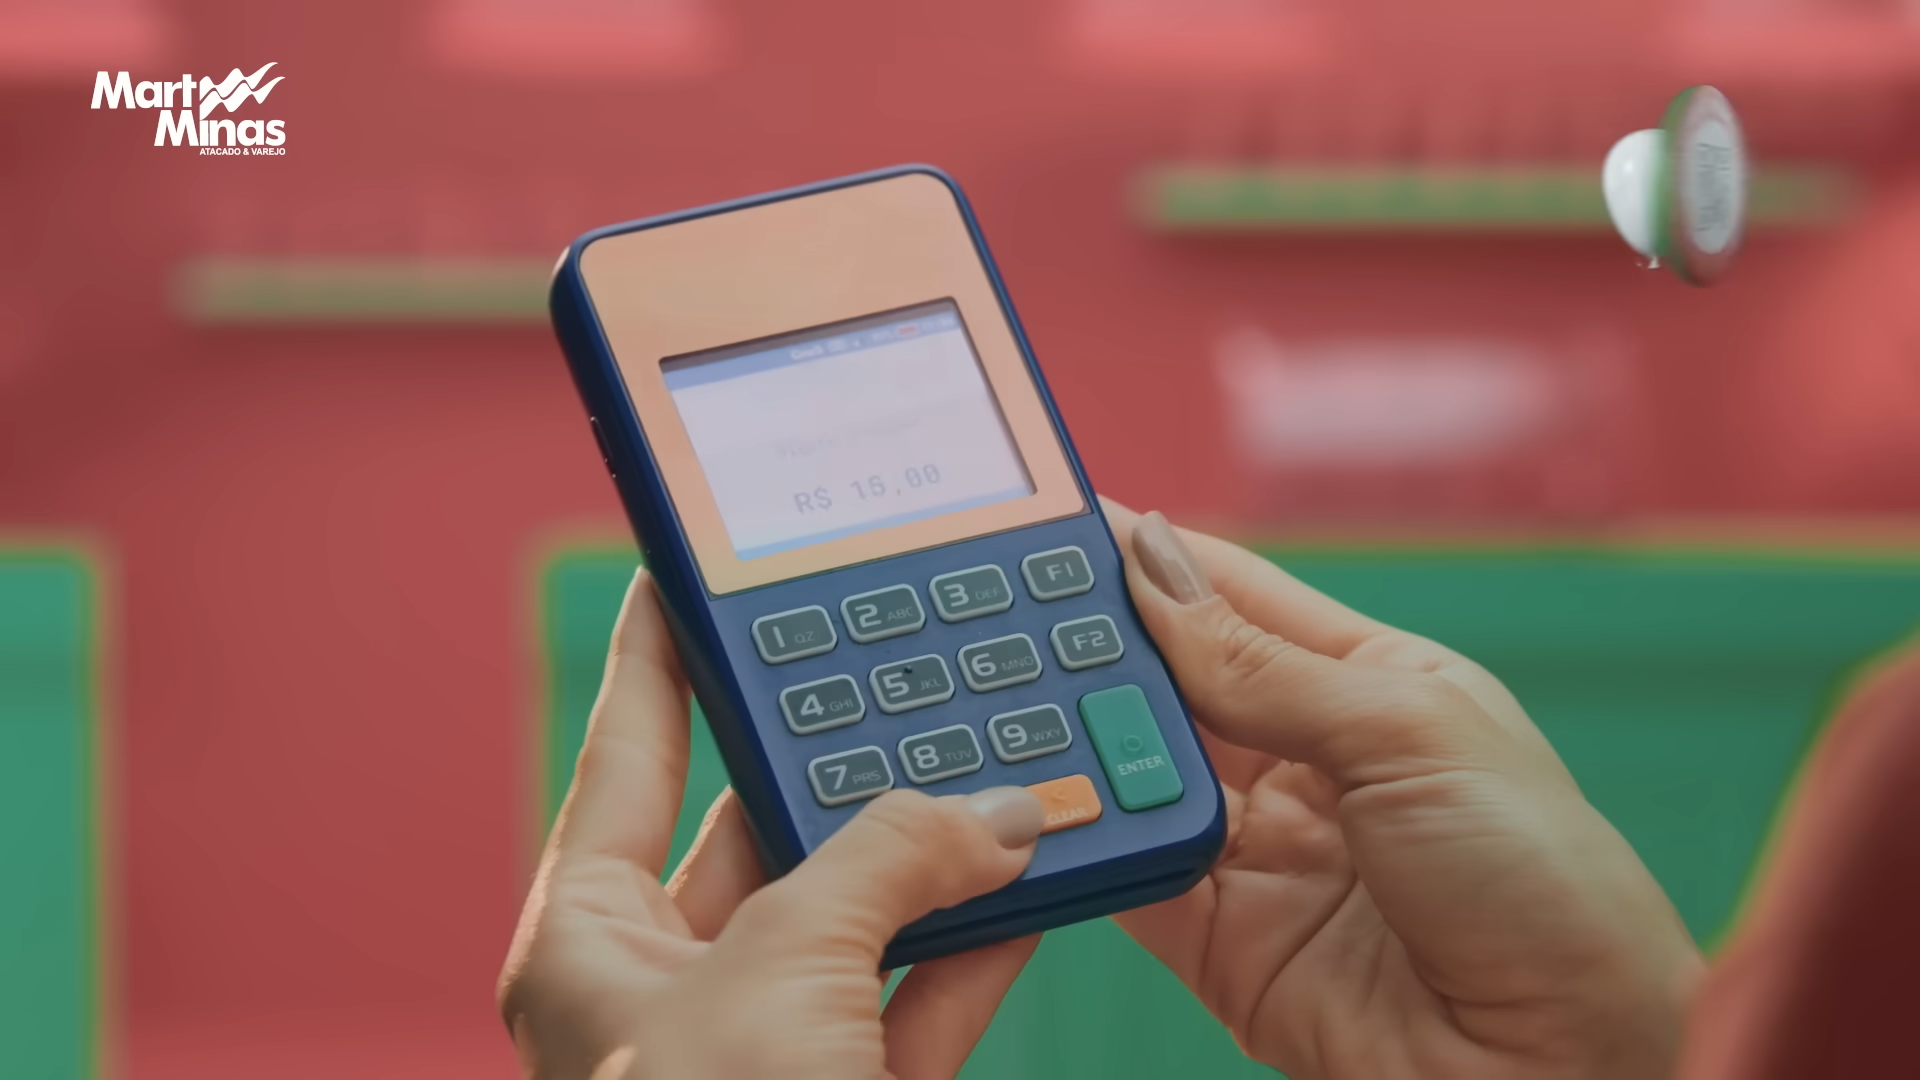 Mart
Minas
ATACADO & VAREJO
R$ 15,00
1 QZ
2 ABC
3 DEF
F1
4 GHI
5 JKL
6 MNO
F2
7 PRS
8 TUV
9 WXY
ENTER
CLEAR